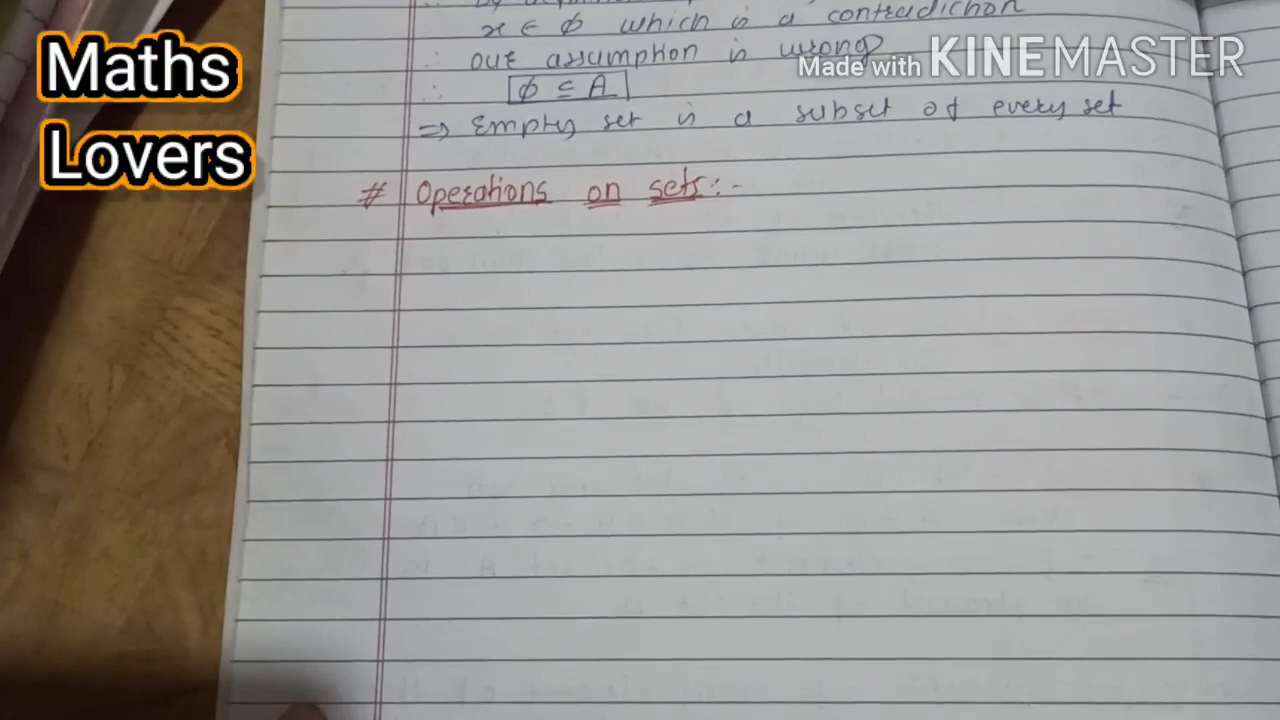 x ∈ ϕ which is a contradiction
our assumption is wrong
∴ ϕ ⊆ A
⇒ Empty set is a subset of every set
# Operations on sets:-
Maths
Lovers
Made with KINEMASTER